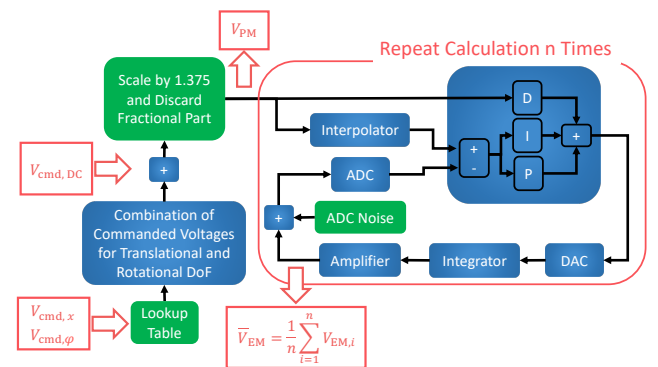 V_PM
Repeat Calculation n Times
Scale by 1.375
and Discard
Fractional Part
D
Interpolator
I
+
+
-
P
V_cmd, DC
+
ADC
Combination of
Commanded Voltages
for Translational and
Rotational DoF
+
ADC Noise
Amplifier
Integrator
DAC
V_cmd, x
V_cmd,φ
Lookup
Table
V̅_EM = 1/n ∑_{i=1}^{n} V_EM,i